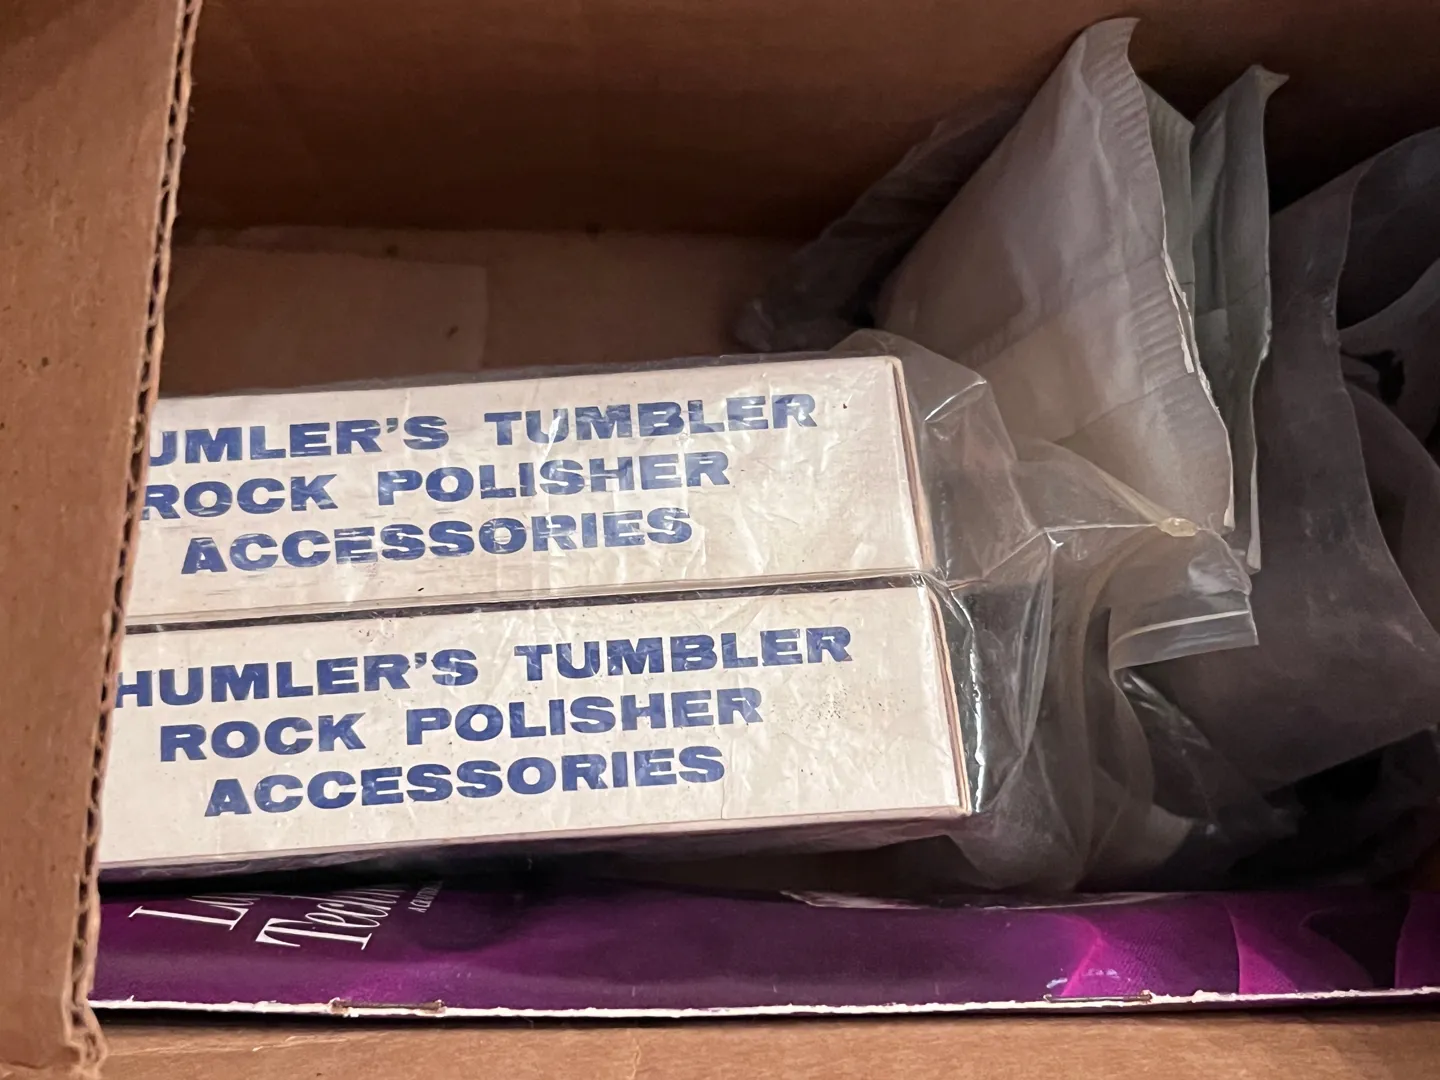 UMLER'S TUMBLER
ROCK POLISHER
ACCESSORIES
HUMLER'S TUMBLER
ROCK POLISHER
ACCESSORIES